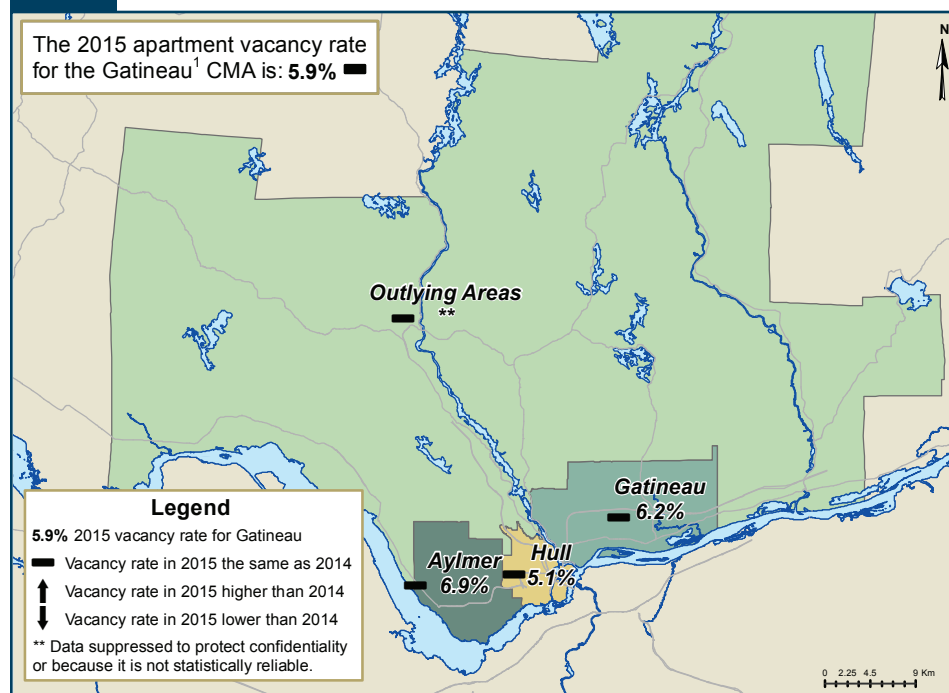 The 2015 apartment vacancy rate
for the Gatineau¹ CMA is: 5.9%
N
Outlying Areas
**
Gatineau
6.2%
Hull
5.1%
Aylmer
6.9%
Legend
5.9% 2015 vacancy rate for Gatineau
Vacancy rate in 2015 the same as 2014
Vacancy rate in 2015 higher than 2014
Vacancy rate in 2015 lower than 2014
** Data suppressed to protect confidentiality
or because it is not statistically reliable.
0 2.25 4.5 9 Km